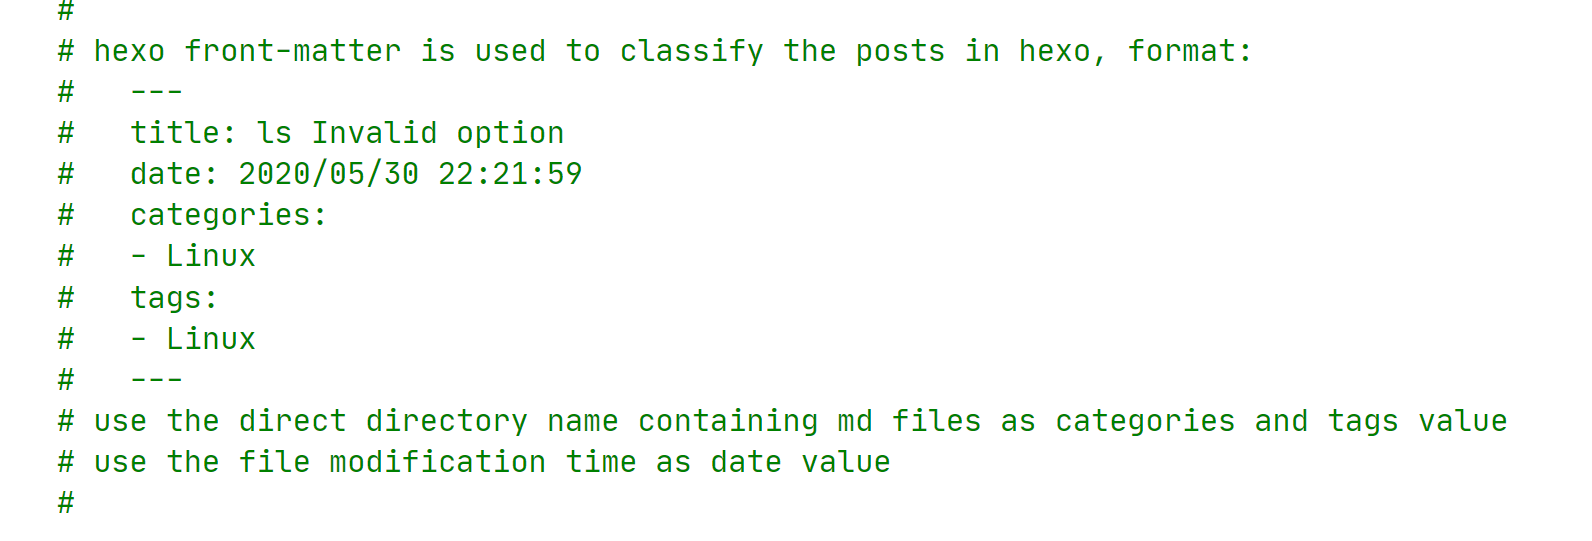 #
# hexo front-matter is used to classify the posts in hexo, format:
#   ---
#   title: ls Invalid option
#   date: 2020/05/30 22:21:59
#   categories:
#   - Linux
#   tags:
#   - Linux
#   ---
# use the direct directory name containing md files as categories and tags value
# use the file modification time as date value
#